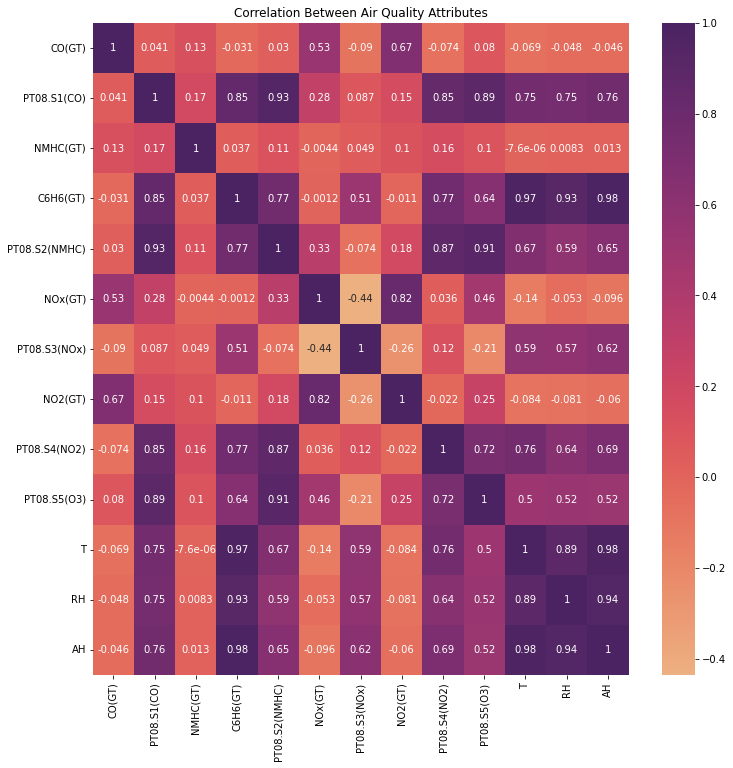 Correlation Between Air Quality Attributes
CO(GT) 1 0.041 0.13 -0.031 0.03 0.53 -0.09 0.67 -0.074 0.08 -0.069 -0.048 -0.046
PT08.S1(CO) 0.041 1 0.17 0.85 0.93 0.28 0.087 0.15 0.85 0.89 0.75 0.75 0.76
NMHC(GT) 0.13 0.17 1 0.037 0.11 -0.0044 0.049 0.1 0.16 0.1 -7.6e-06 0.0083 0.013
C6H6(GT) -0.031 0.85 0.037 1 0.77 -0.0012 0.51 -0.011 0.77 0.64 0.97 0.93 0.98
PT08.S2(NMHC) 0.03 0.93 0.11 0.77 1 0.33 -0.074 0.18 0.87 0.91 0.67 0.59 0.65
NOx(GT) 0.53 0.28 -0.0044 -0.0012 0.33 1 -0.44 0.82 0.036 0.46 -0.14 -0.053 -0.096
PT08.S3(NOx) -0.09 0.087 0.049 0.51 -0.074 -0.44 1 -0.26 0.12 -0.21 0.59 0.57 0.62
NO2(GT) 0.67 0.15 0.1 -0.011 0.18 0.82 -0.26 1 -0.022 0.25 -0.084 -0.081 -0.06
PT08.S4(NO2) -0.074 0.85 0.16 0.77 0.87 0.036 0.12 -0.022 1 0.72 0.76 0.64 0.69
PT08.S5(O3) 0.08 0.89 0.1 0.64 0.91 0.46 -0.21 0.25 0.72 1 0.5 0.52 0.52
T -0.069 0.75 -7.6e-06 0.97 0.67 -0.14 0.59 -0.084 0.76 0.5 1 0.89 0.98
RH -0.048 0.75 0.0083 0.93 0.59 -0.053 0.57 -0.081 0.64 0.52 0.89 1 0.94
AH -0.046 0.76 0.013 0.98 0.65 -0.096 0.62 -0.06 0.69 0.52 0.98 0.94 1
CO(GT) PT08.S1(CO) NMHC(GT) C6H6(GT) PT08.S2(NMHC) NOx(GT) PT08.S3(NOx) NO2(GT) PT08.S4(NO2) PT08.S5(O3) T RH AH
1.0
0.8
0.6
0.4
0.2
0.0
−0.2
−0.4